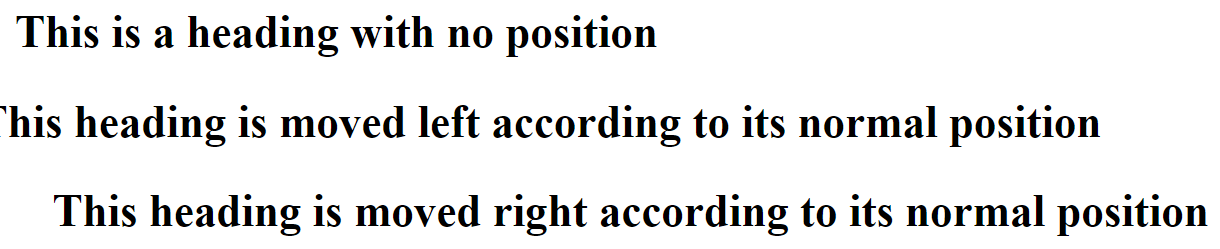 This is a heading with no position
This heading is moved left according to its normal position
This heading is moved right according to its normal position